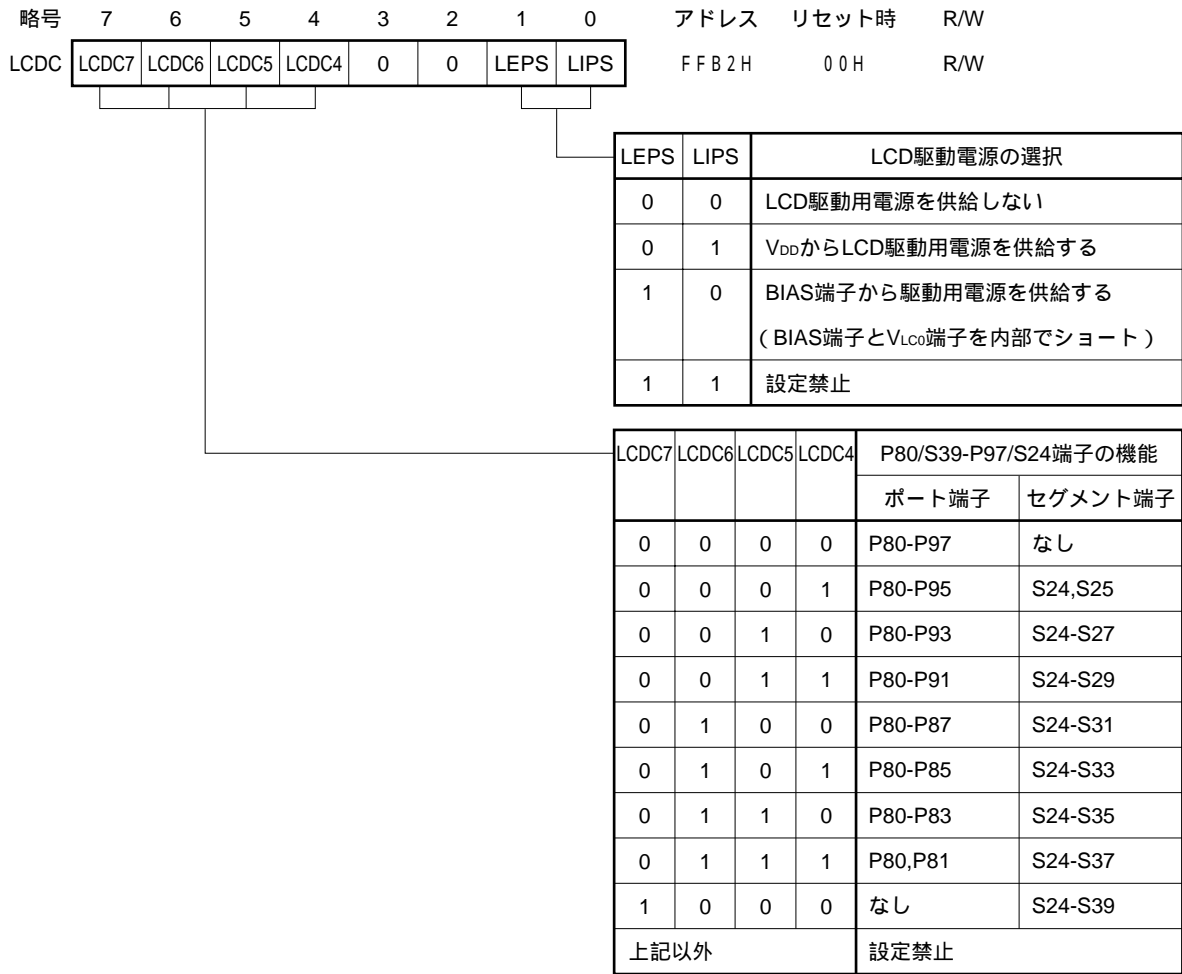 略号 7 6 5 4 3 2 1 0 アドレス リセット時 R/W
LCDC LCDC7 LCDC6 LCDC5 LCDC4 0 0 LEPS LIPS FFB2H 00H R/W
LEPS LIPS LCD駆動電源の選択
0 0 LCD駆動用電源を供給しない
0 1 VDDからLCD駆動用電源を供給する
1 0 BIAS端子から駆動用電源を供給する
(BIAS端子とVLC0端子を内部でショート)
1 1 設定禁止
LCDC7 LCDC6 LCDC5 LCDC4 P80/S39-P97/S24端子の機能
ポート端子 セグメント端子
0 0 0 0 P80-P97 なし
0 0 0 1 P80-P95 S24,S25
0 0 1 0 P80-P93 S24-S27
0 0 1 1 P80-P91 S24-S29
0 1 0 0 P80-P87 S24-S31
0 1 0 1 P80-P85 S24-S33
0 1 1 0 P80-P83 S24-S35
0 1 1 1 P80,P81 S24-S37
1 0 0 0 なし S24-S39
上記以外 設定禁止